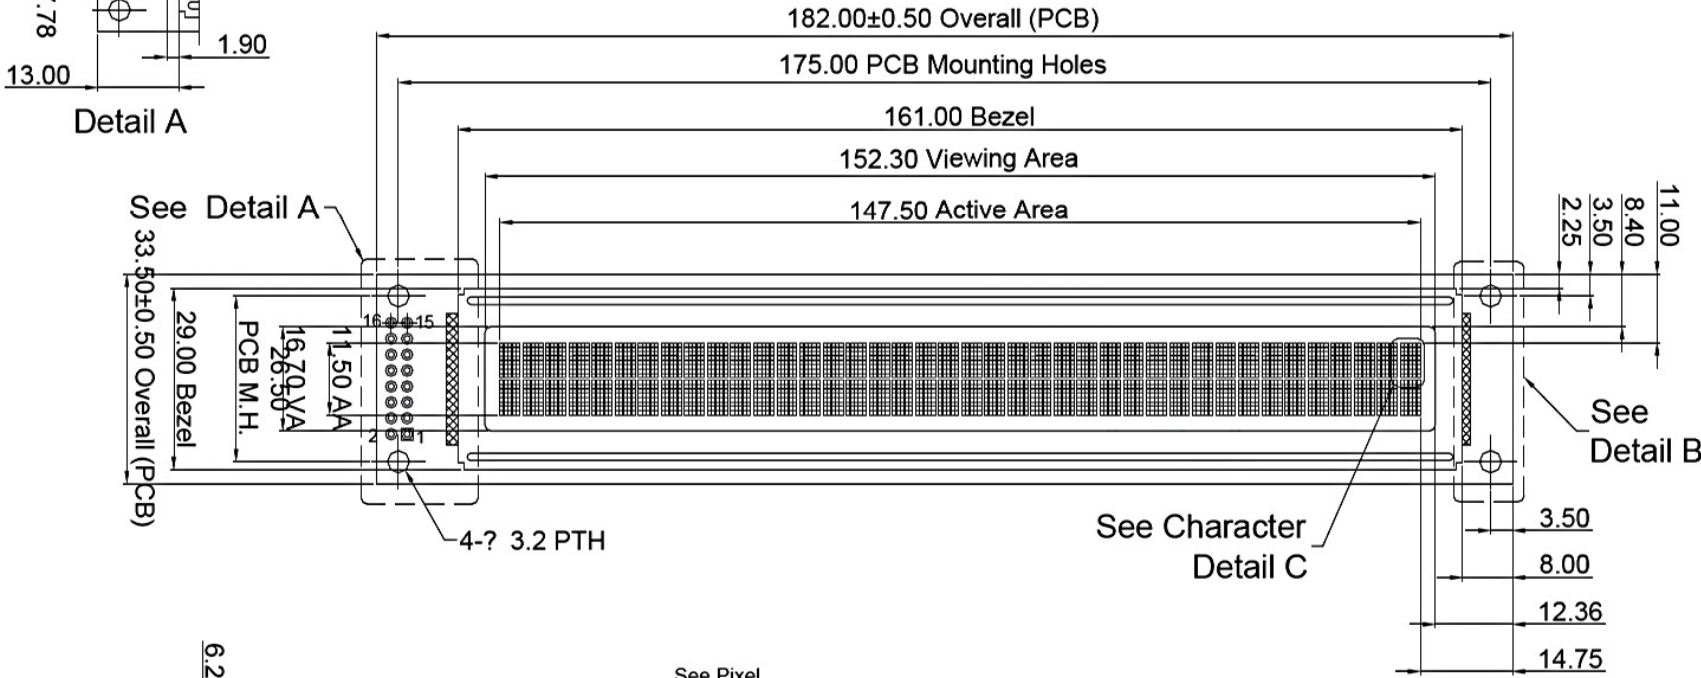 182.00±0.50 Overall (PCB)
175.00 PCB Mounting Holes
161.00 Bezel
152.30 Viewing Area
147.50 Active Area
.78
1.90
13.00
Detail A
See Detail A
2.25
3.50
8.40
11.00
33.50±0.50 Overall (PCB)
29.00 Bezel
PCB M.H.
26.50
16.70 VA
11.50 AA
16
15
2
1
See
Detail B
4-? 3.2 PTH
See Character
Detail C
3.50
8.00
12.36
14.75
6.2
See Pixel